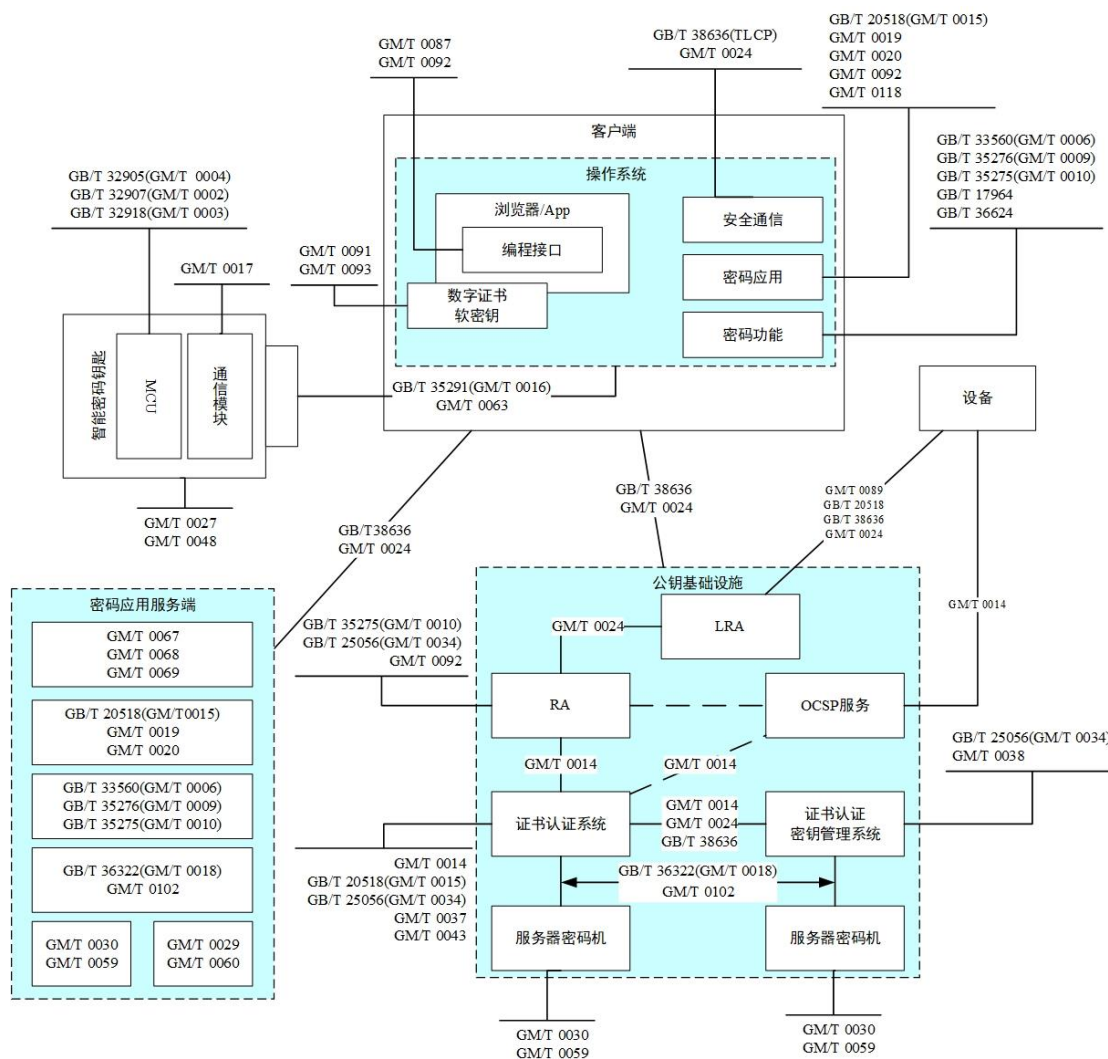 GM/T 0087
GM/T 0092
GB/T 38636(TLCP)
GM/T 0024
GB/T 20518(GM/T 0015)
GM/T 0019
GM/T 0020
GM/T 0092
GM/T 0118
客户端
操作系统
浏览器/App
编程接口
数字证书
软密钥
安全通信
密码应用
密码功能
GB/T 33560(GM/T 0006)
GB/T 35276(GM/T 0009)
GB/T 35275(GM/T 0010)
GB/T 17964
GB/T 36624
GB/T 32905(GM/T 0004)
GB/T 32907(GM/T 0002)
GB/T 32918(GM/T 0003)
GM/T 0017
GM/T 0091
GM/T 0093
智能密码钥匙
MCU
通信模块
GB/T 35291(GM/T 0016)
GM/T 0063
设备
GM/T 0027
GM/T 0048
GB/T38636
GM/T 0024
GB/T 38636
GM/T 0024
GM/T 0089
GB/T 20518
GB/T 38636
GM/T 0024
GM/T 0014
密码应用服务端
GM/T 0067
GM/T 0068
GM/T 0069
GB/T 20518(GM/T0015)
GM/T 0019
GM/T 0020
GB/T 33560(GM/T 0006)
GB/T 35276(GM/T 0009)
GB/T 35275(GM/T 0010)
GB/T 36322(GM/T 0018)
GM/T 0102
GM/T 0030
GM/T 0059
GM/T 0029
GM/T 0060
公钥基础设施
LRA
GM/T 0024
GB/T 35275(GM/T 0010)
GB/T 25056(GM/T 0034)
GM/T 0092
RA
OCSP服务
GM/T 0014
GM/T 0014
GB/T 25056(GM/T 0034)
GM/T 0038
证书认证系统
GM/T 0014
GM/T 0024
GB/T 38636
证书认证
密钥管理系统
GM/T 0014
GB/T 20518(GM/T 0015)
GB/T 25056(GM/T 0034)
GM/T 0037
GM/T 0043
GB/T 36322(GM/T 0018)
GM/T 0102
服务器密码机
服务器密码机
GM/T 0030
GM/T 0059
GM/T 0030
GM/T 0059